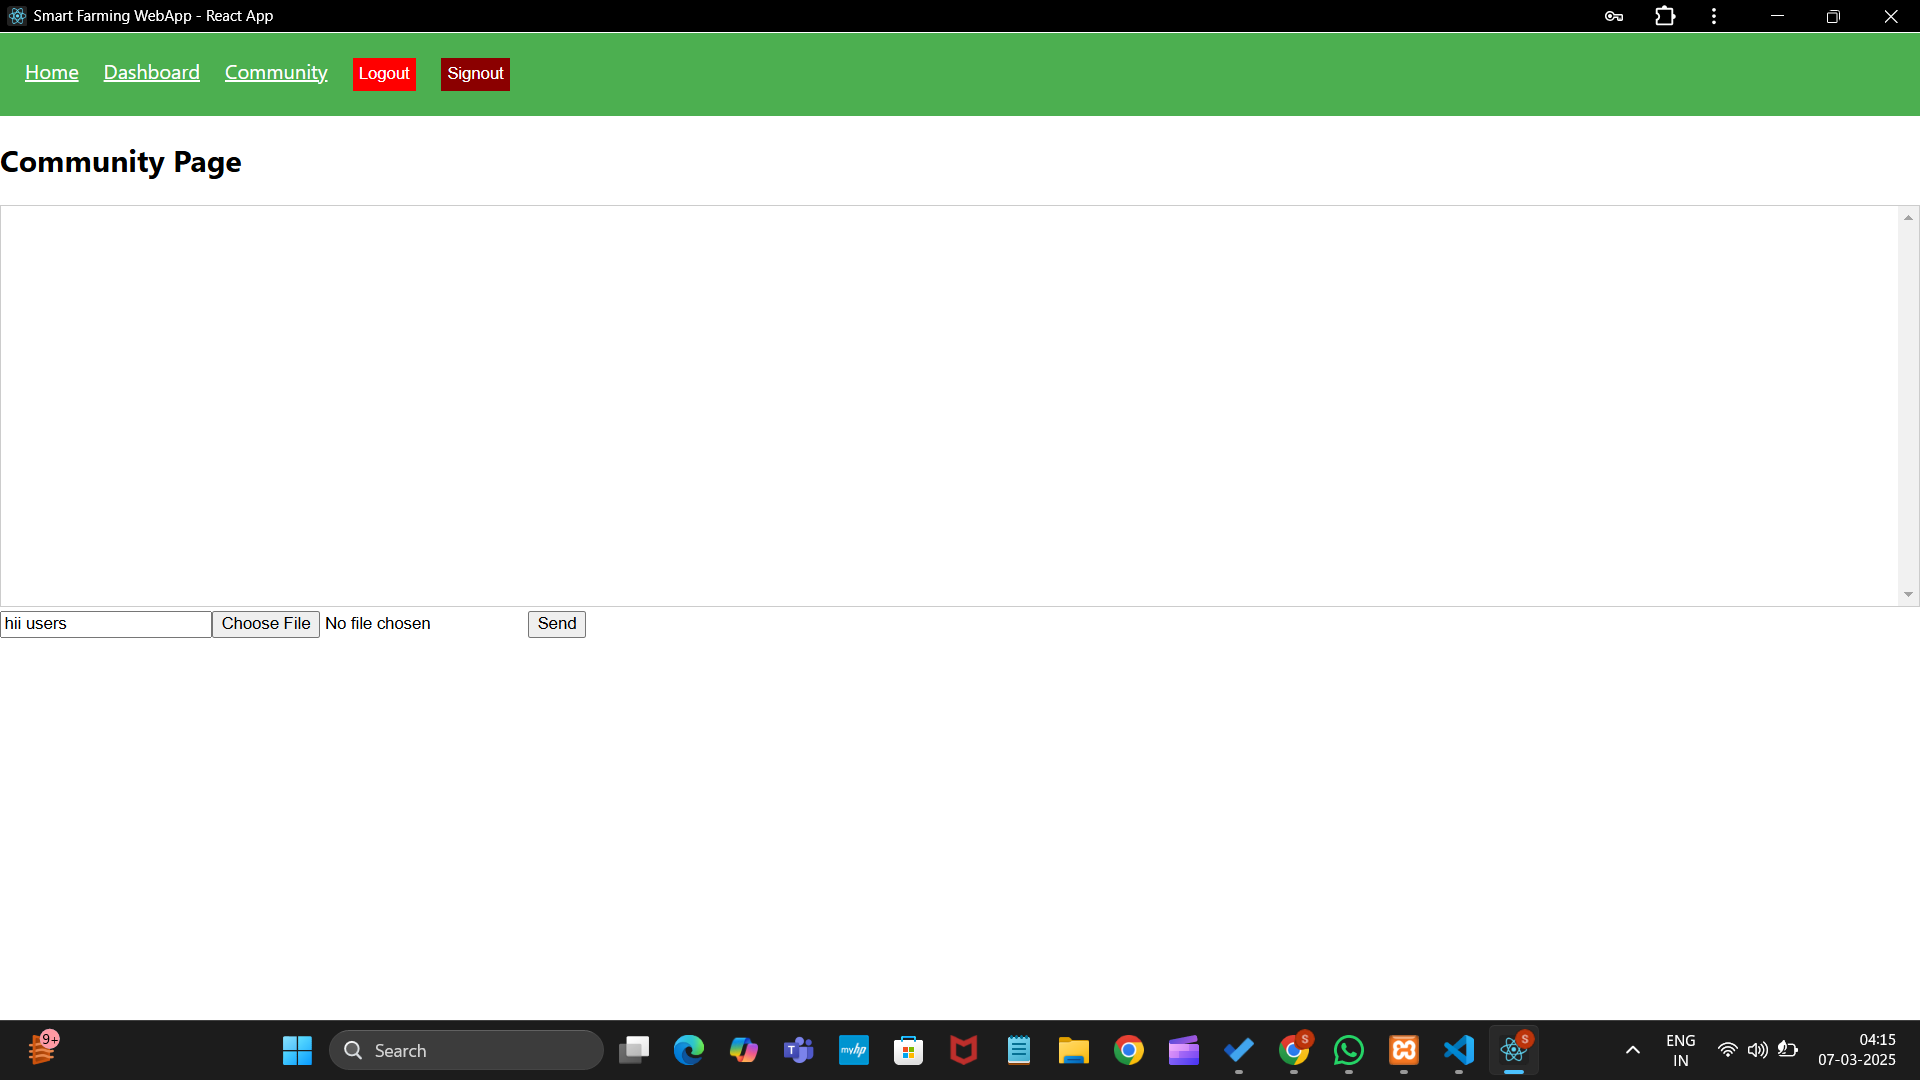 Smart Farming WebApp - React App
Home Dashboard Community Logout Signout
Community Page
hii users Choose File No file chosen Send
9+
Search
T
myhp
S
S
ENG
IN
04:15
07-03-2025